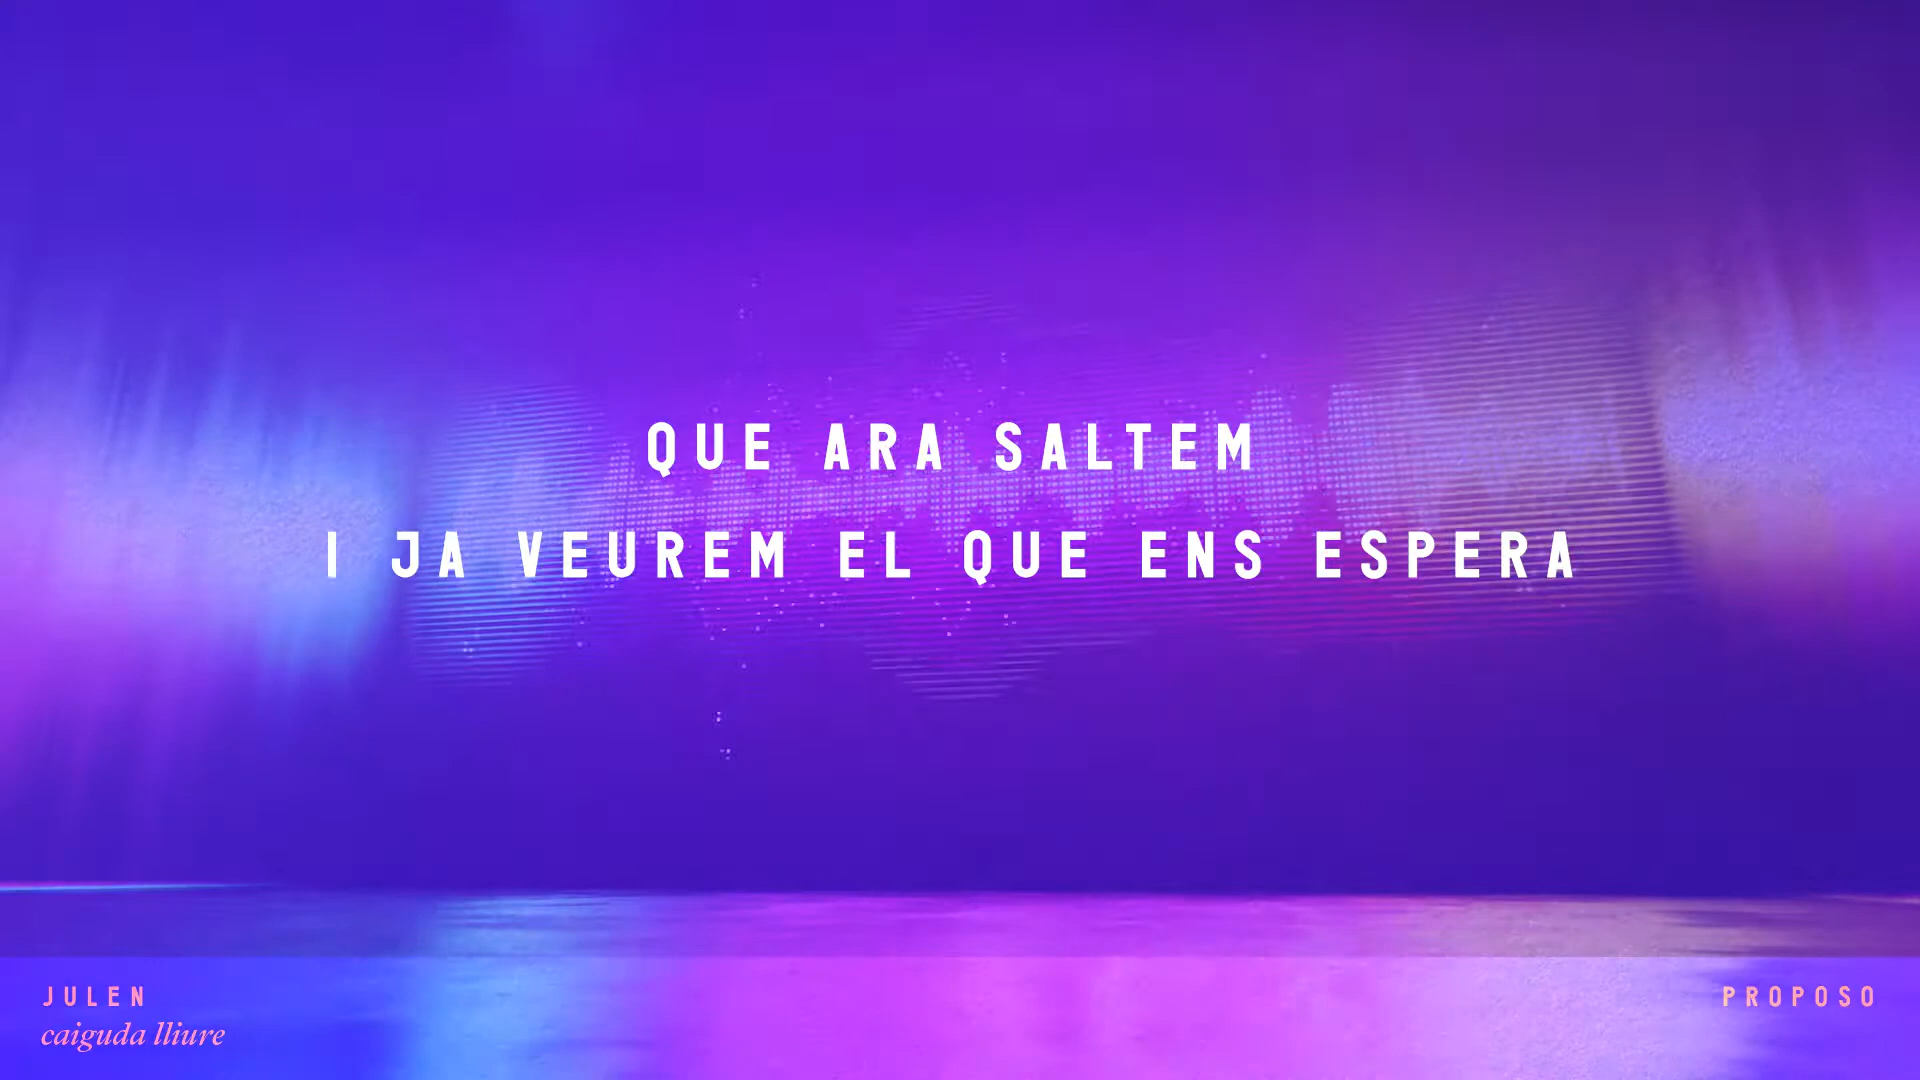 QUE ARA SALTEM
I JA VEUREM EL QUE ENS ESPERA
JULEN
caiguda lliure
PROPOSO